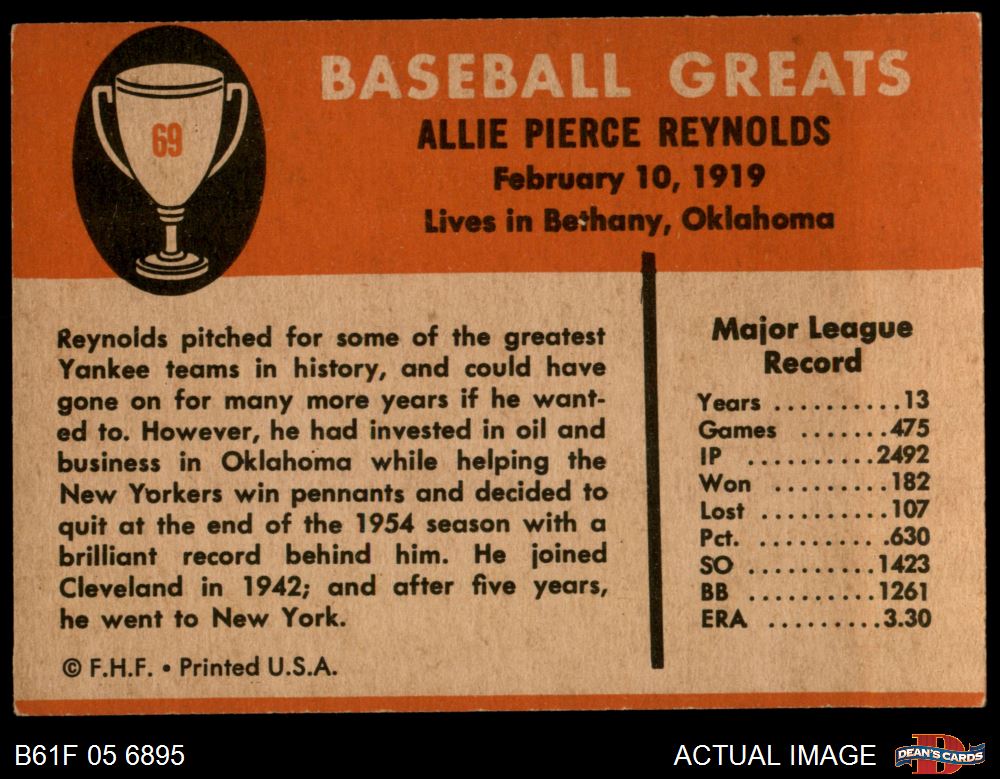 69
BASEBALL GREATS
ALLIE PIERCE REYNOLDS
February 10, 1919
Lives in Bethany, Oklahoma
Reynolds pitched for some of the greatest
Yankee teams in history, and could have
gone on for many more years if he want-
ed to. However, he had invested in oil and
business in Oklahoma while helping the
New Yorkers win pennants and decided to
quit at the end of the 1954 season with a
brilliant record behind him. He joined
Cleveland in 1942; and after five years,
he went to New York.
© F.H.F. • Printed U.S.A.
Major League
Record
Years ..........13
Games .......475
IP ..........2492
Won .........182
Lost ..........107
Pct. ..........630
SO ..........1423
BB ..........1261
ERA .........3.30
B61F 05 6895
ACTUAL IMAGE
D
DEAN'S CARDS